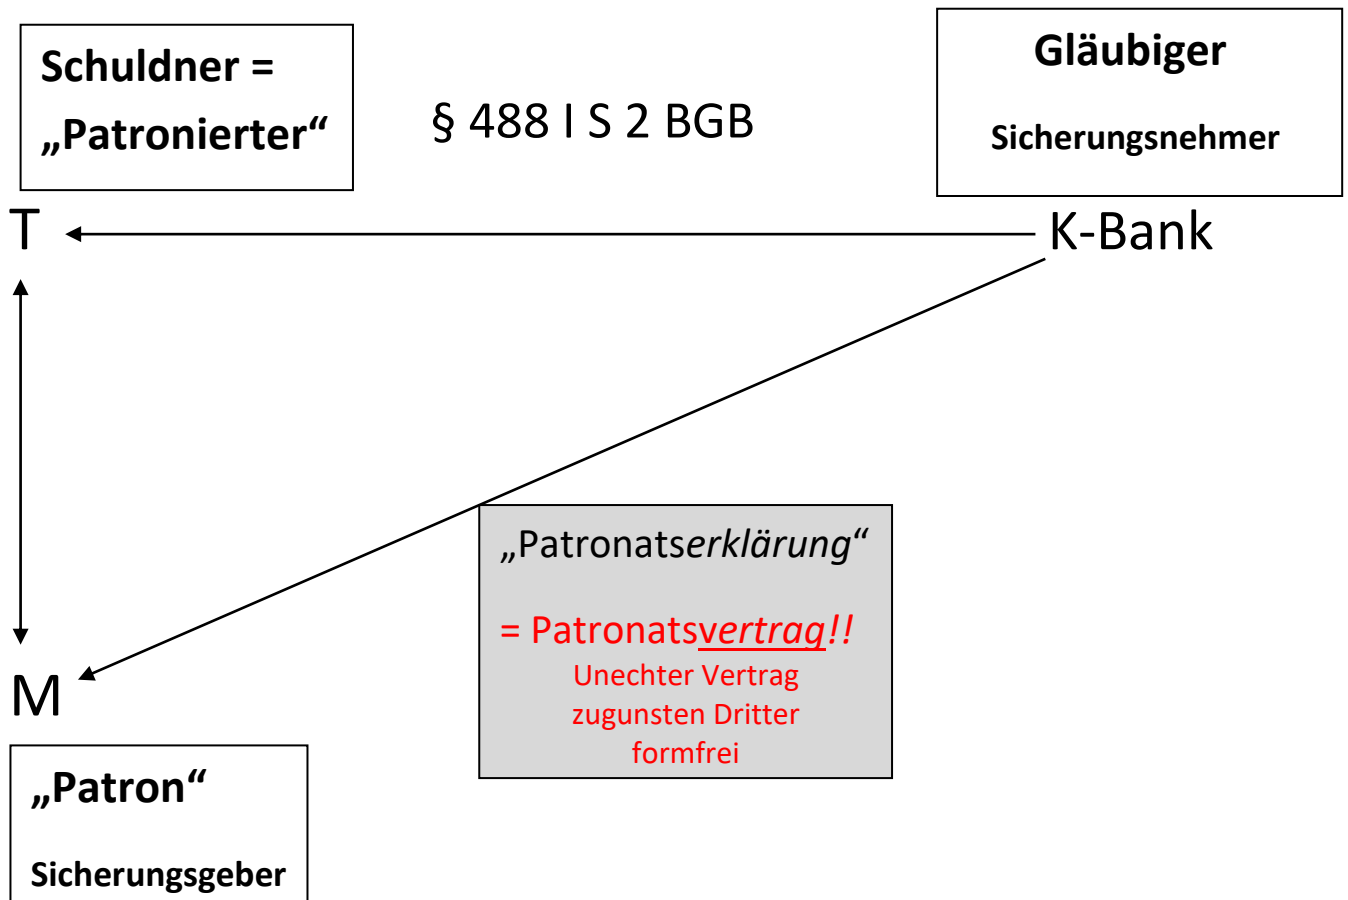 Schuldner =
„Patronierter“
§ 488 I S 2 BGB
Gläubiger
Sicherungsnehmer
T
K-Bank
„Patronatserklärung“
= Patronatsvertrag!!
Unechter Vertrag
zugunsten Dritter
formfrei
M
„Patron“
Sicherungsgeber